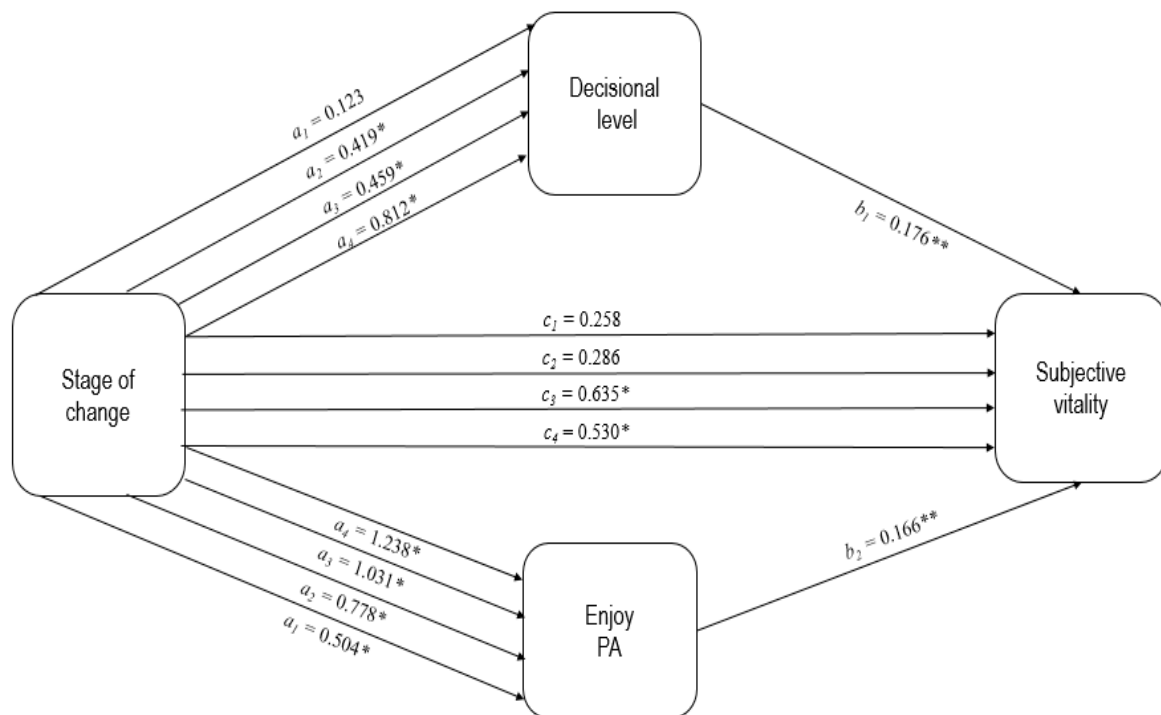 Decisional
level
a1 = 0.123
a2 = 0.419*
a3 = 0.459*
a4 = 0.812*
b1 = 0.176**
Stage of
change
c1 = 0.258
c2 = 0.286
c3 = 0.635*
c4 = 0.530*
Subjective
vitality
a4 = 1.238*
a3 = 1.031*
a2 = 0.778*
a1 = 0.504*
b2 = 0.166**
Enjoy
PA